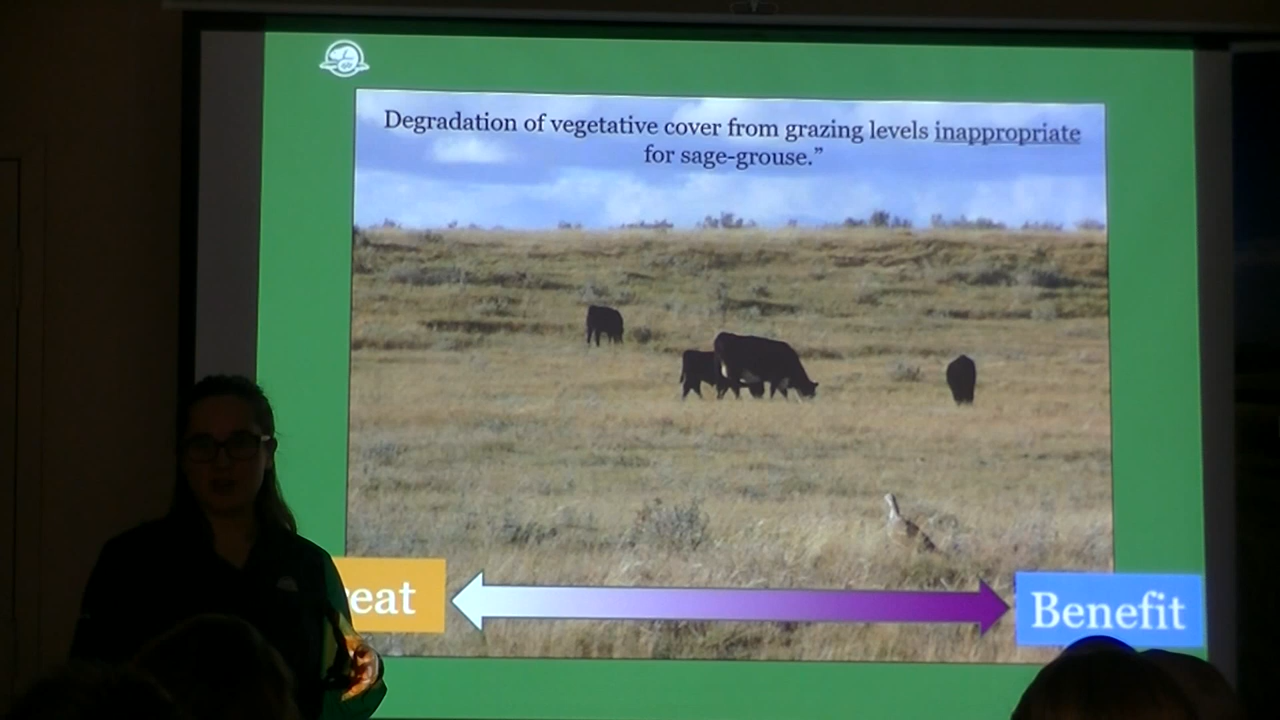 Degradation of vegetative cover from grazing levels inappropriate
for sage-grouse.”
eat
Benefit